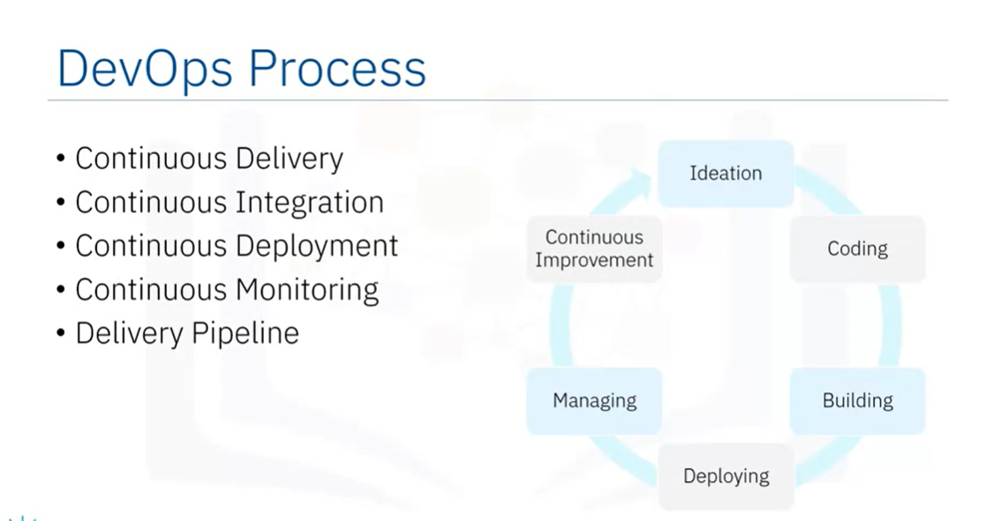 DevOps Process
• Continuous Delivery
• Continuous Integration
• Continuous Deployment
• Continuous Monitoring
• Delivery Pipeline
Ideation
Coding
Building
Deploying
Managing
Continuous
Improvement